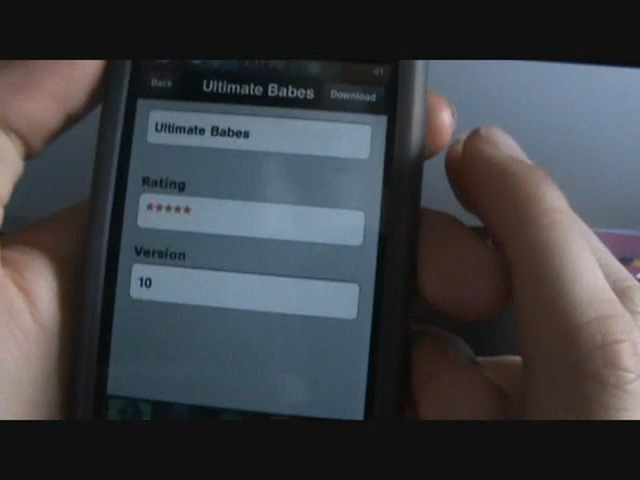 Back
Ultimate Babes
Download
Ultimate Babes
Rating
*****
Version
10